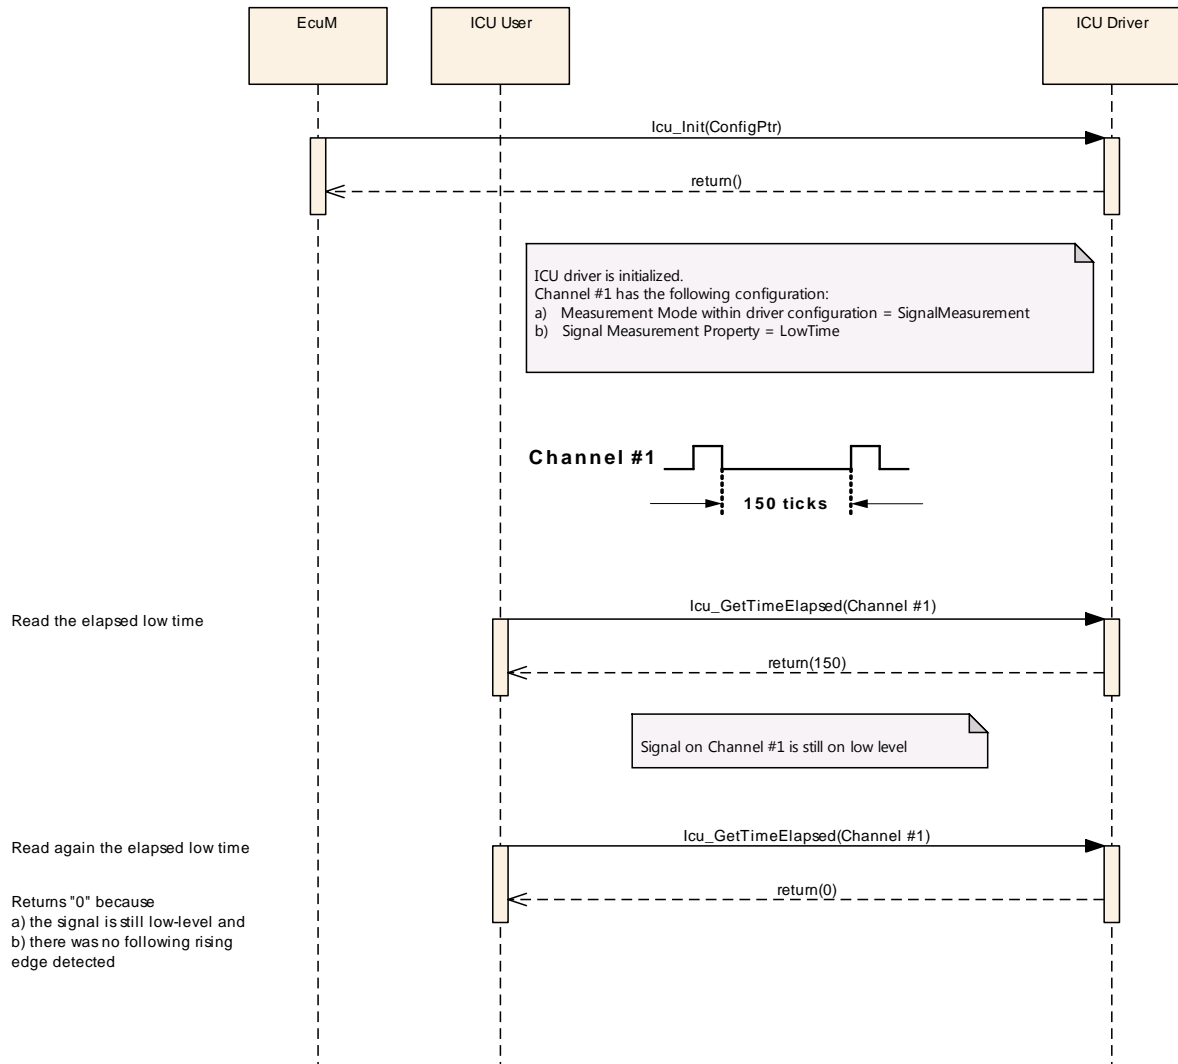 EcuM
ICU User
ICU Driver
Icu_Init(ConfigPtr)
return()
ICU driver is initialized.
Channel #1 has the following configuration:
a) Measurement Mode within driver configuration = SignalMeasurement
b) Signal Measurement Property = LowTime
Channel #1
150 ticks
Icu_GetTimeElapsed(Channel #1)
Read the elapsed low time
return(150)
Signal on Channel #1 is still on low level
Icu_GetTimeElapsed(Channel #1)
Read again the elapsed low time
return(0)
Returns "0" because
a) the signal is still low-level and
b) there was no following rising
edge detected